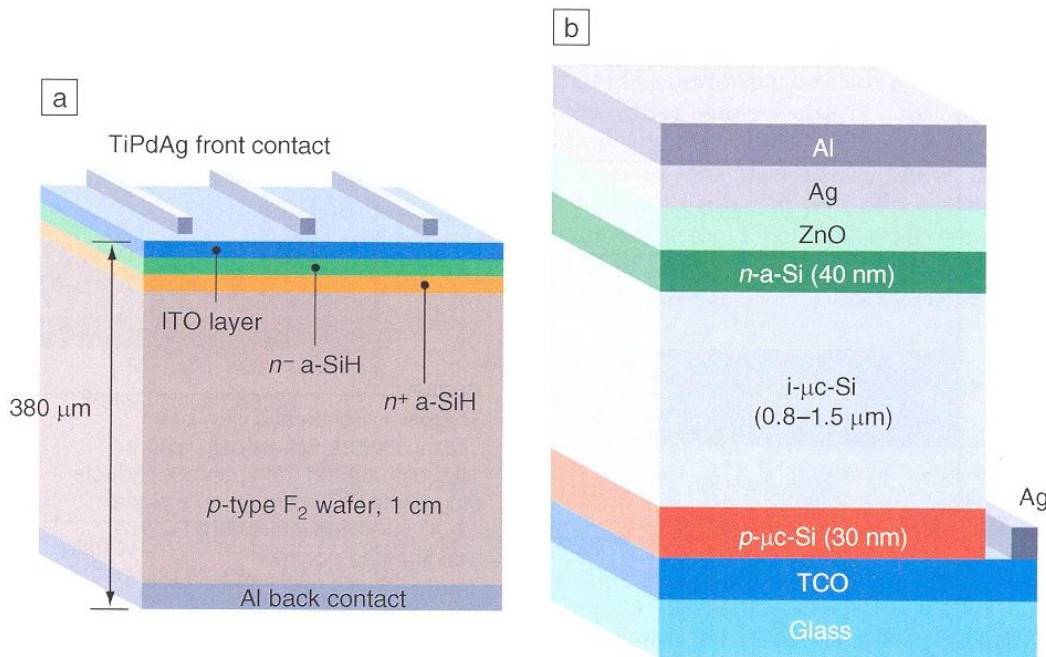 a
TiPdAg front contact
ITO layer
n⁻ a-SiH
n⁺ a-SiH
380 μm
p-type F₂ wafer, 1 cm
Al back contact
b
Al
Ag
ZnO
n-a-Si (40 nm)
i-μc-Si
(0.8–1.5 μm)
Ag
p-μc-Si (30 nm)
TCO
Glass